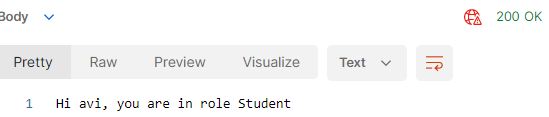 Body 200 OK
Pretty Raw Preview Visualize Text
1 Hi avi, you are in role Student